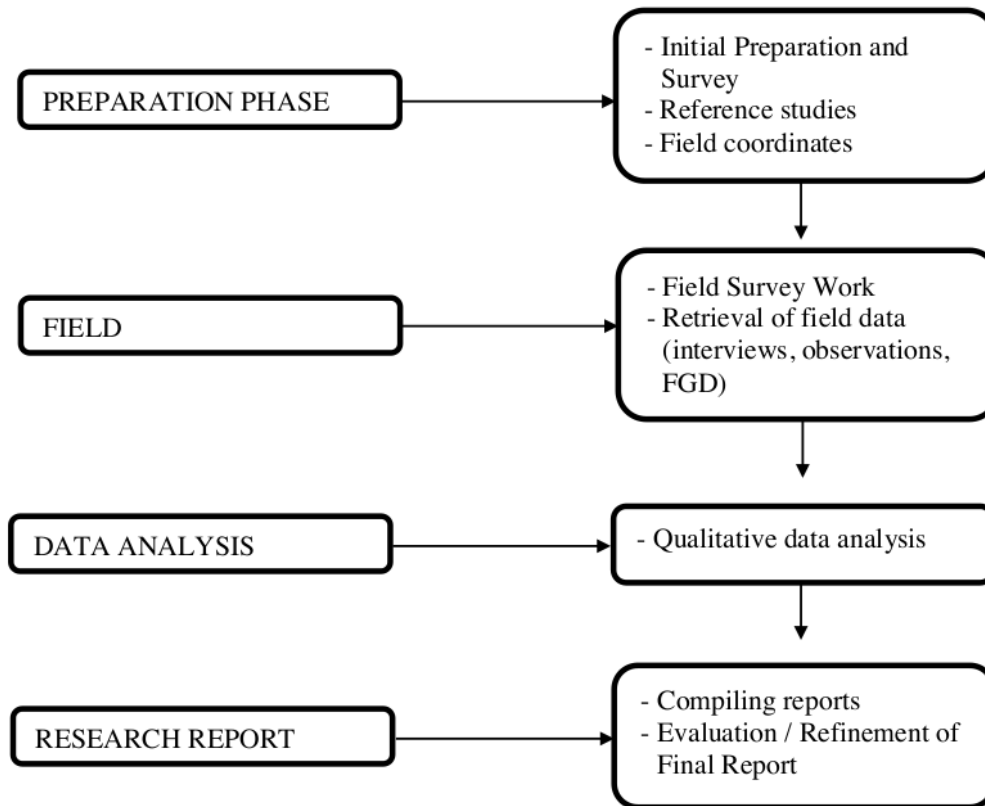 PREPARATION PHASE
- Initial Preparation and
Survey
- Reference studies
- Field coordinates
FIELD
- Field Survey Work
- Retrieval of field data
(interviews, observations,
FGD)
DATA ANALYSIS
- Qualitative data analysis
RESEARCH REPORT
- Compiling reports
- Evaluation / Refinement of
Final Report